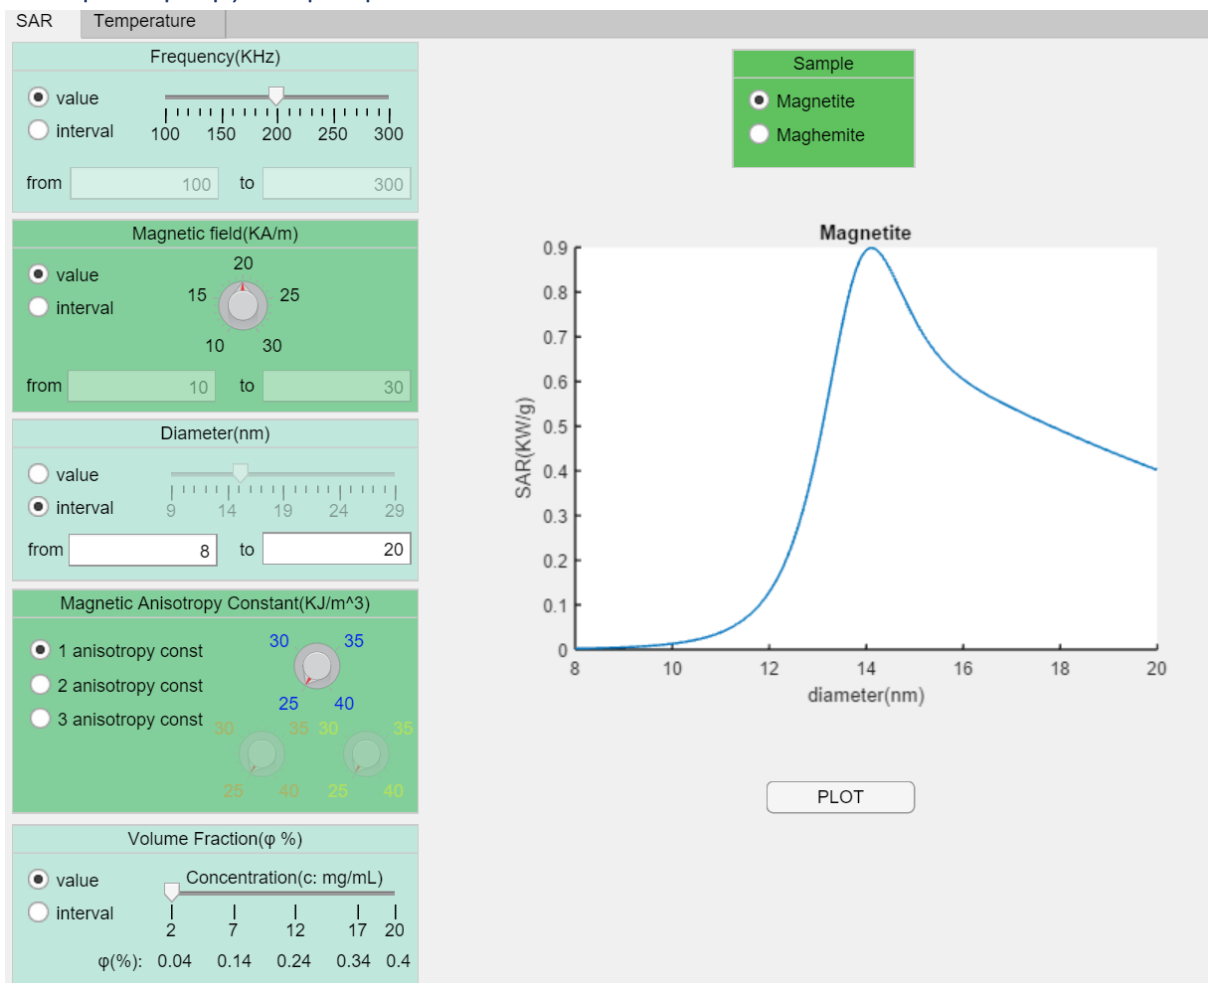 SAR Temperature
Frequency(KHz)
value
interval
100 150 200 250 300
from 100 to 300
Magnetic field(KA/m)
value
interval
20
15 25
10 30
from 10 to 30
Diameter(nm)
value
interval
9 14 19 24 29
from 8 to 20
Magnetic Anisotropy Constant(KJ/m^3)
1 anisotropy const
2 anisotropy const
3 anisotropy const
30 35
25 40
30 35 30 35
25 40 25 40
Volume Fraction(φ %)
value
interval
Concentration(c: mg/mL)
2 7 12 17 20
φ(%): 0.04 0.14 0.24 0.34 0.4
Sample
Magnetite
Maghemite
Magnetite
0.9
0.8
0.7
0.6
0.5
0.4
0.3
0.2
0.1
0
SAR(KW/g)
8 10 12 14 16 18 20
diameter(nm)
PLOT